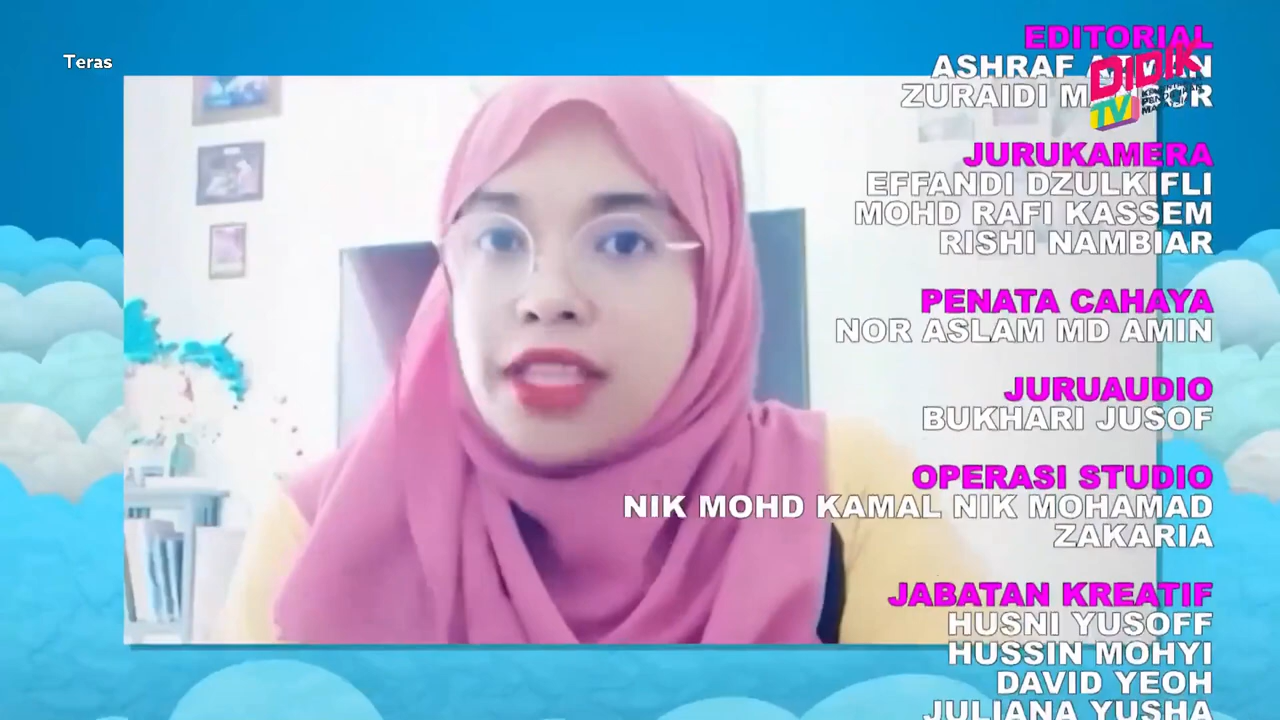 Teras
EDITORIAL
ASHRAF
ZURAIDI
DIDIK
TV
JURUKAMERA
EFFANDI DZULKIFLI
MOHD RAFI KASSEM
RISHI NAMBIAR
PENATA CAHAYA
NOR ASLAM MD AMIN
JURUAUDIO
BUKHARI JUSOF
OPERASI STUDIO
NIK MOHD KAMAL NIK MOHAMAD
ZAKARIA
JABATAN KREATIF
HUSNI YUSOFF
HUSSIN MOHYI
DAVID YEOH
JULIANA YUSHA